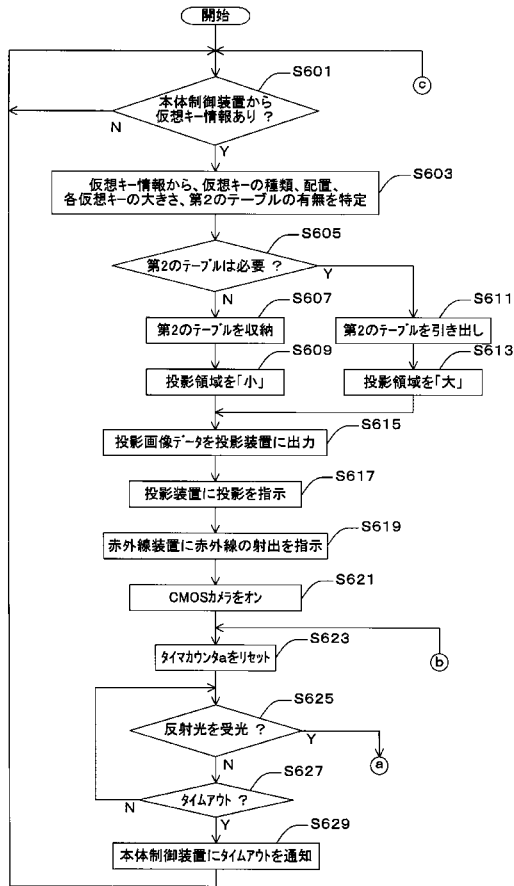 開始
c
S601
本体制御装置から
仮想キー情報あり ?
N
Y
S603
仮想キー情報から、仮想キーの種類、配置、
各仮想キーの大きさ、第2のテーブルの有無を特定
S605
第2のテーブルは必要 ?
Y
N
S607
第2のテーブルを収納
S611
第2のテーブルを引き出し
S609
投影領域を「小」
S613
投影領域を「大」
S615
投影画像データを投影装置に出力
S617
投影装置に投影を指示
S619
赤外線装置に赤外線の射出を指示
S621
CMOSカメラをオン
S623
タイマカウンタaをリセット
b
S625
反射光を受光 ?
Y
N
a
S627
タイムアウト ?
N
Y
S629
本体制御装置にタイムアウトを通知